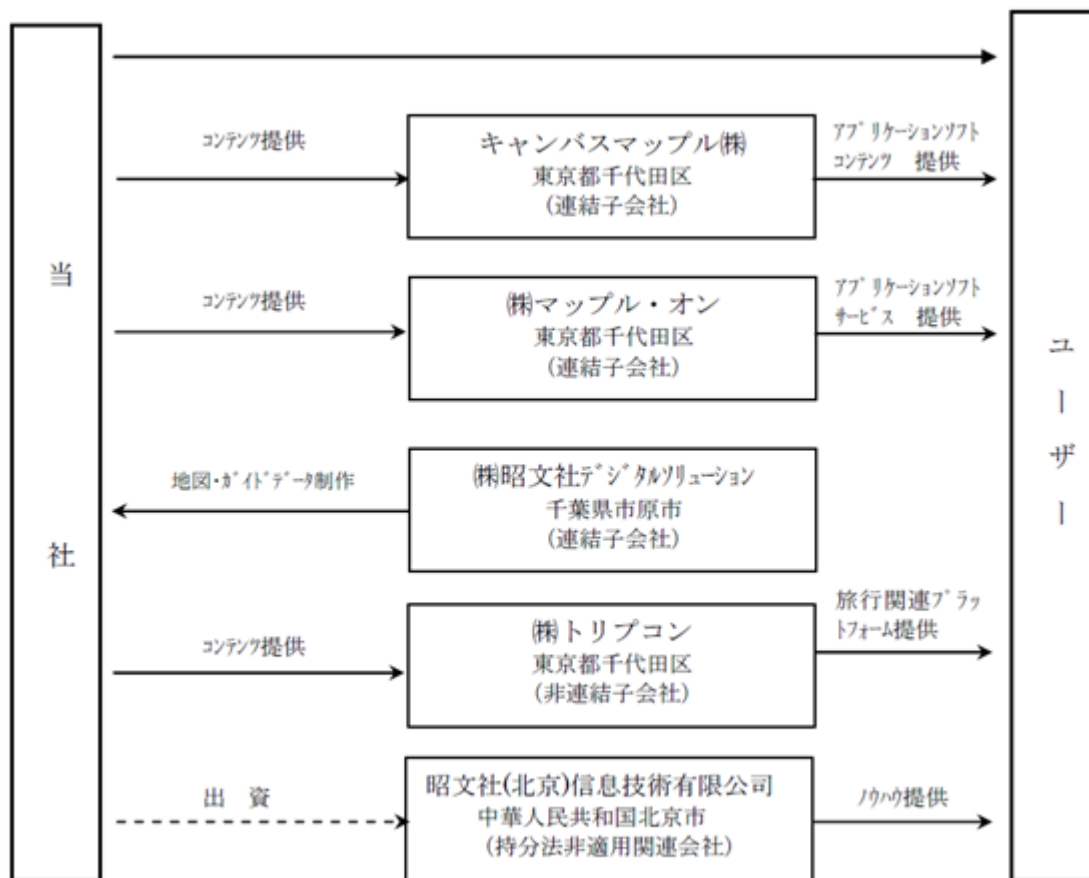 当社
コンテンツ提供
キャンバスマップル㈱
東京都千代田区
(連結子会社)
アプリケーションソフト
コンテンツ 提供
コンテンツ提供
㈱マップル・オン
東京都千代田区
(連結子会社)
アプリケーションソフト
サービス 提供
地図・ガイドデータ制作
㈱昭文社デジタルソリューション
千葉県市原市
(連結子会社)
コンテンツ提供
㈱トリプコン
東京都千代田区
(非連結子会社)
旅行関連プラッ
トフォーム提供
出 資
昭文社(北京)信息技術有限公司
中華人民共和国北京市
(持分法非適用関連会社)
ノウハウ提供
ユーザー